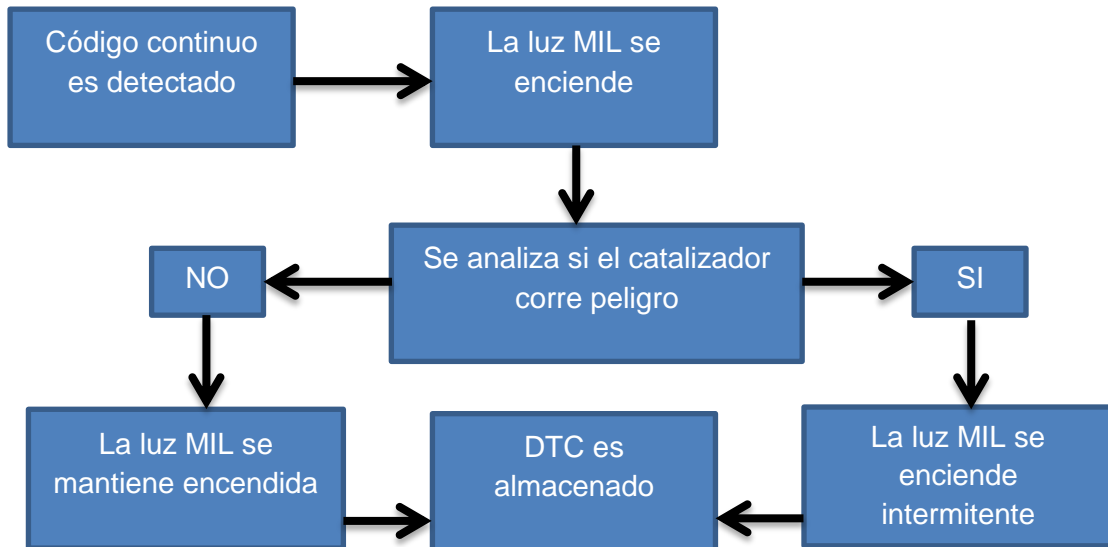 Código continuo
es detectado
La luz MIL se
enciende
Se analiza si el catalizador
corre peligro
NO
SI
La luz MIL se
mantiene encendida
DTC es
almacenado
La luz MIL se
enciende
intermitente